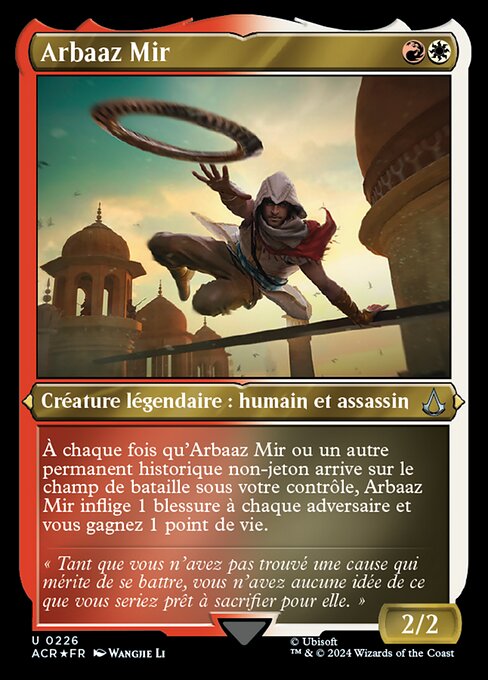 Arbaaz Mir
Créature légendaire : humain et assassin
À chaque fois qu'Arbaaz Mir ou un autre
permanent historique non-jeton arrive sur le
champ de bataille sous votre contrôle, Arbaaz
Mir inflige 1 blessure à chaque adversaire et
vous gagnez 1 point de vie.
« Tant que vous n'avez pas trouvé une cause qui
mérite de se battre, vous n'avez aucune idée de ce
que vous seriez prêt à sacrifier pour elle. »
2/2
U 0226
ACR★FR Wangjie Li
© Ubisoft
™ & © 2024 Wizards of the Coast